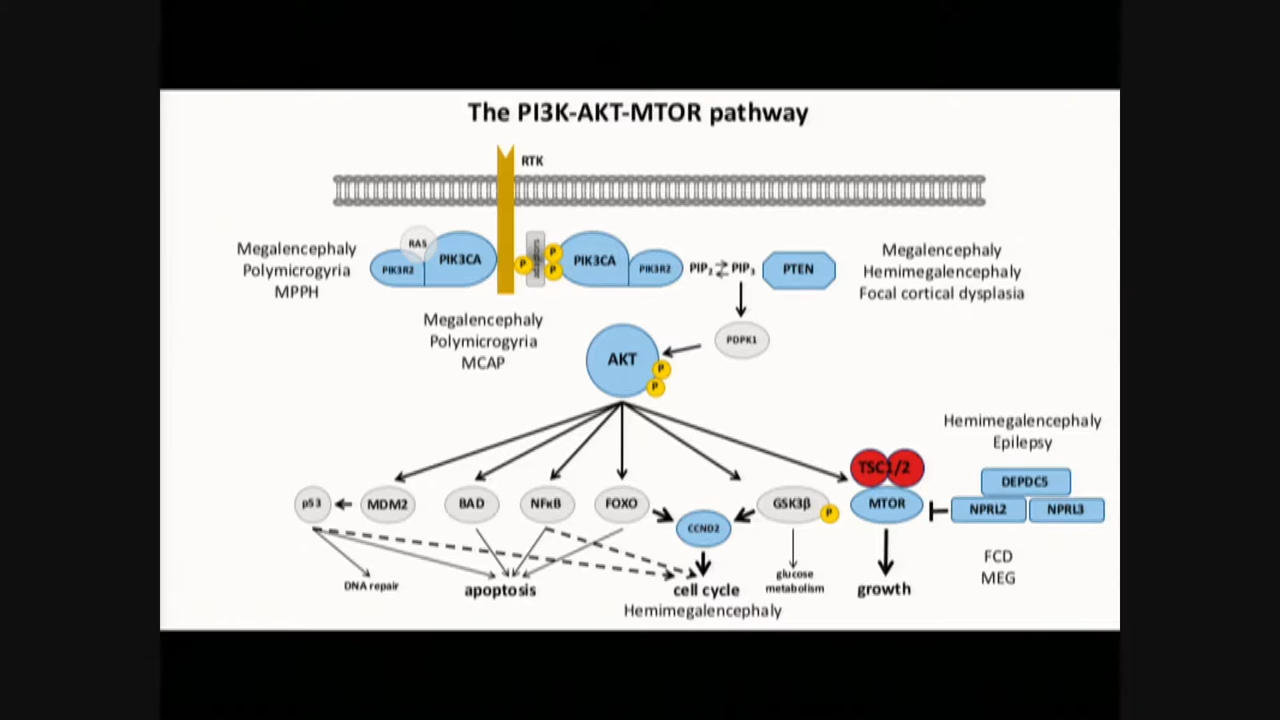 The PI3K-AKT-MTOR pathway
RTK
Megalencephaly
Polymicrogyria
MPPH
RAS
PIK3R2
PIK3CA
P
adaptors
P
P
PIK3CA
PIK3R2
PIP₂
PIP₃
PTEN
Megalencephaly
Hemimegalencephaly
Focal cortical dysplasia
Megalencephaly
Polymicrogyria
MCAP
AKT
P
P
PDPK1
Hemimegalencephaly
Epilepsy
TSC1/2
DEPDC5
p53
MDM2
BAD
NFκB
FOXO
CCND2
GSK3β
P
MTOR
NPRL2
NPRL3
DNA repair
apoptosis
cell cycle
Hemimegalencephaly
glucose
metabolism
growth
FCD
MEG